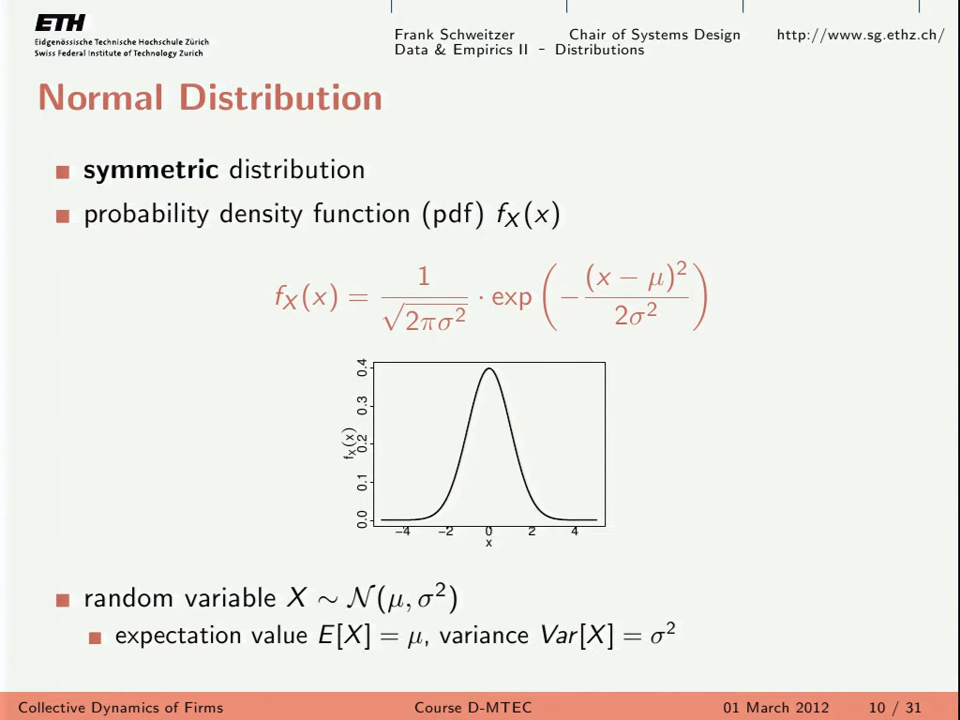 ETH
Eidgenössische Technische Hochschule Zürich
Swiss Federal Institute of Technology Zurich
Frank Schweitzer Chair of Systems Design http://www.sg.ethz.ch/
Data & Empirics II - Distributions
Normal Distribution
symmetric distribution
probability density function (pdf) f_X(x)
f_X(x) = 1/√(2πσ²) · exp(−(x − μ)²/(2σ²))
0.4
0.3
0.2
0.1
0.0
f_X(x)
−4 −2 0 2 4
x
random variable X ∼ N(μ, σ²)
expectation value E[X] = μ, variance Var[X] = σ²
Collective Dynamics of Firms Course D-MTEC 01 March 2012 10 / 31